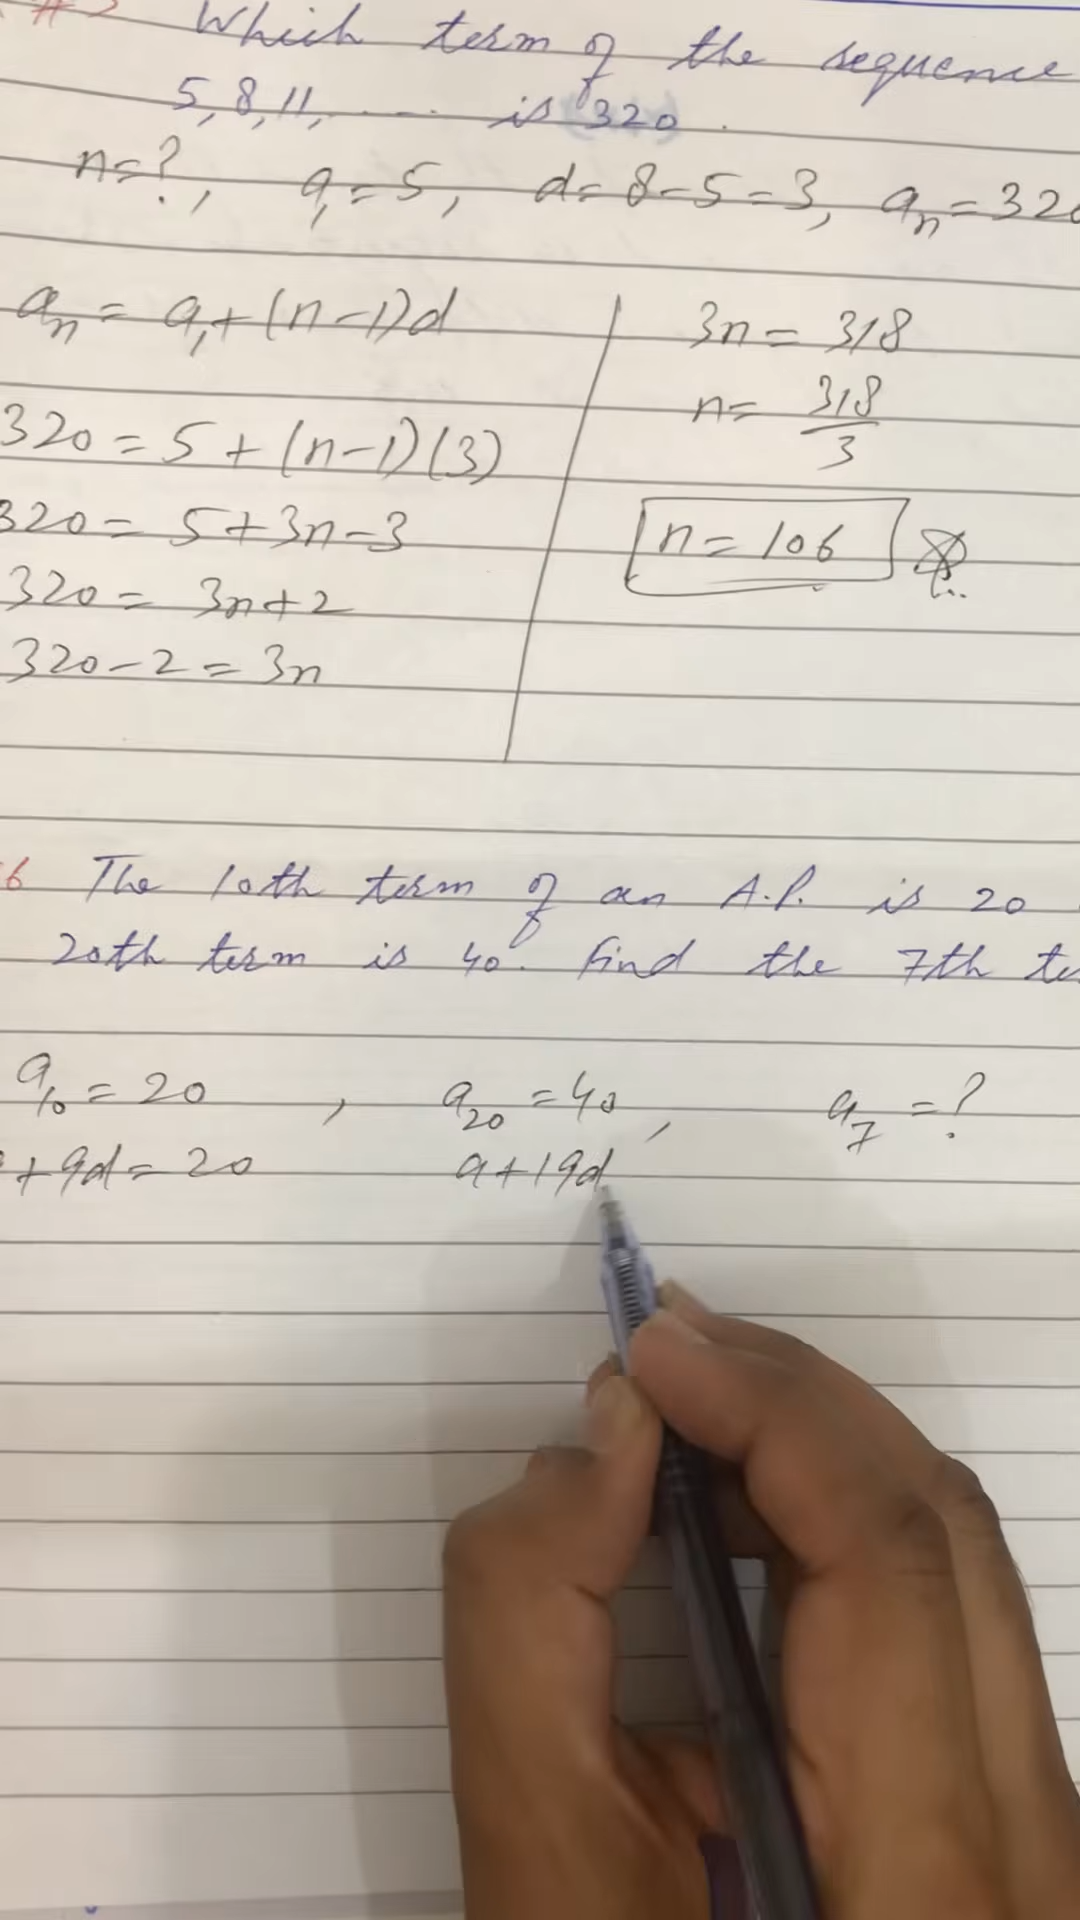 Which term of the sequence
5, 8, 11, ..... is 320.
n=?, a₁=5, d=8-5=3, aₙ=320
aₙ = a₁+(n-1)d
320 = 5+(n-1)(3)
320 = 5+3n-3
320 = 3n+2
320-2 = 3n
3n = 318
n = 318/3
n = 106
6 The 10th term of an A.P. is 20
20th term is 40. Find the 7th
a₁₀ = 20, a₂₀ = 40, a₇ = ?
+9d = 20 a+19d